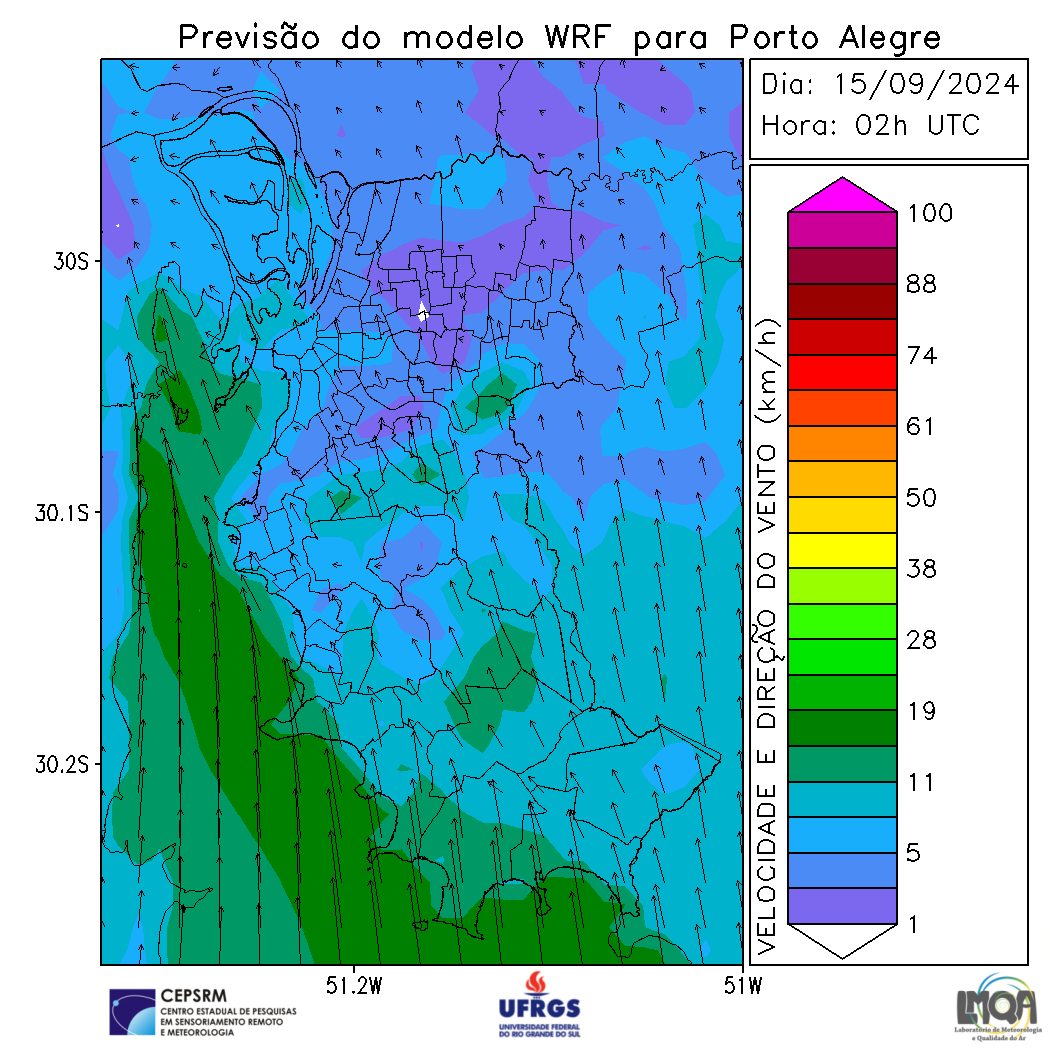 Previsão do modelo WRF para Porto Alegre
Dia: 15/09/2024
Hora: 02h UTC
30S
30.1S
30.2S
51.2W
51W
VELOCIDADE E DIREÇÃO DO VENTO (km/h)
100
88
74
61
50
38
28
19
11
5
1
CEPSRM
CENTRO ESTADUAL DE PESQUISAS
EM SENSORIAMENTO REMOTO
E METEOROLOGIA
UFRGS
UNIVERSIDADE FEDERAL
DO RIO GRANDE DO SUL
LMQA
Laboratório de Meteorologia
e Qualidade do Ar